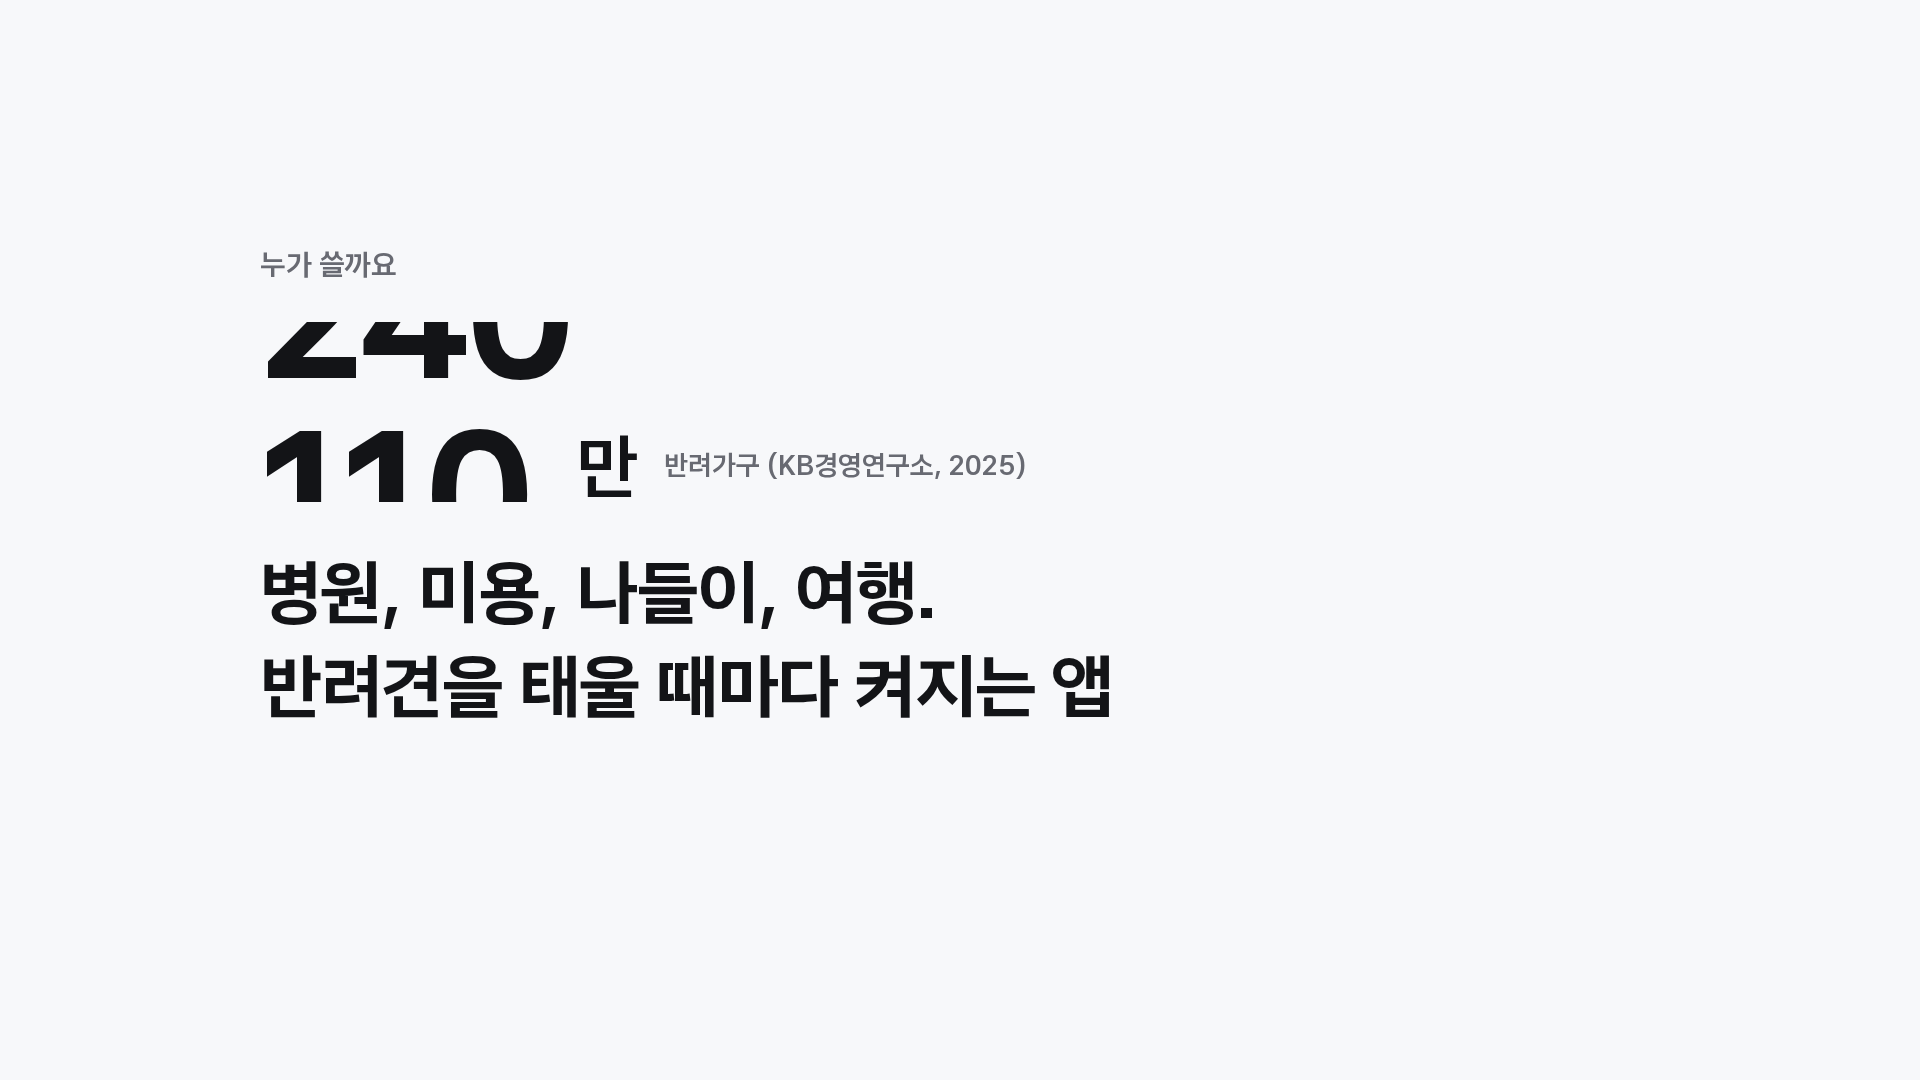 누가 쓸까요
240
110 만 반려가구 (KB경영연구소, 2025)
병원, 미용, 나들이, 여행.
반려견을 태울 때마다 켜지는 앱